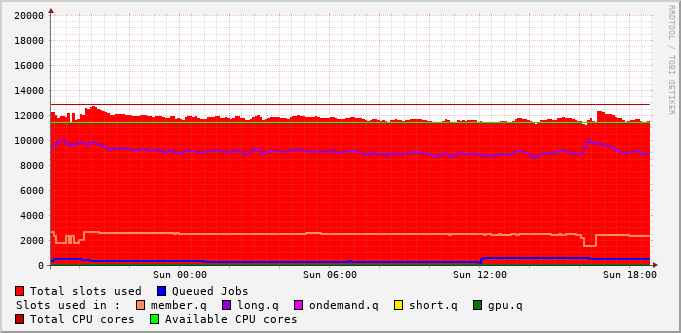 20000
18000
16000
14000
12000
10000
8000
6000
4000
2000
0
Sun 00:00 Sun 06:00 Sun 12:00 Sun 18:00
Total slots used Queued Jobs
Slots used in : member.q long.q ondemand.q short.q gpu.q
Total CPU cores Available CPU cores
RRDTOOL / TOBI OETIKER